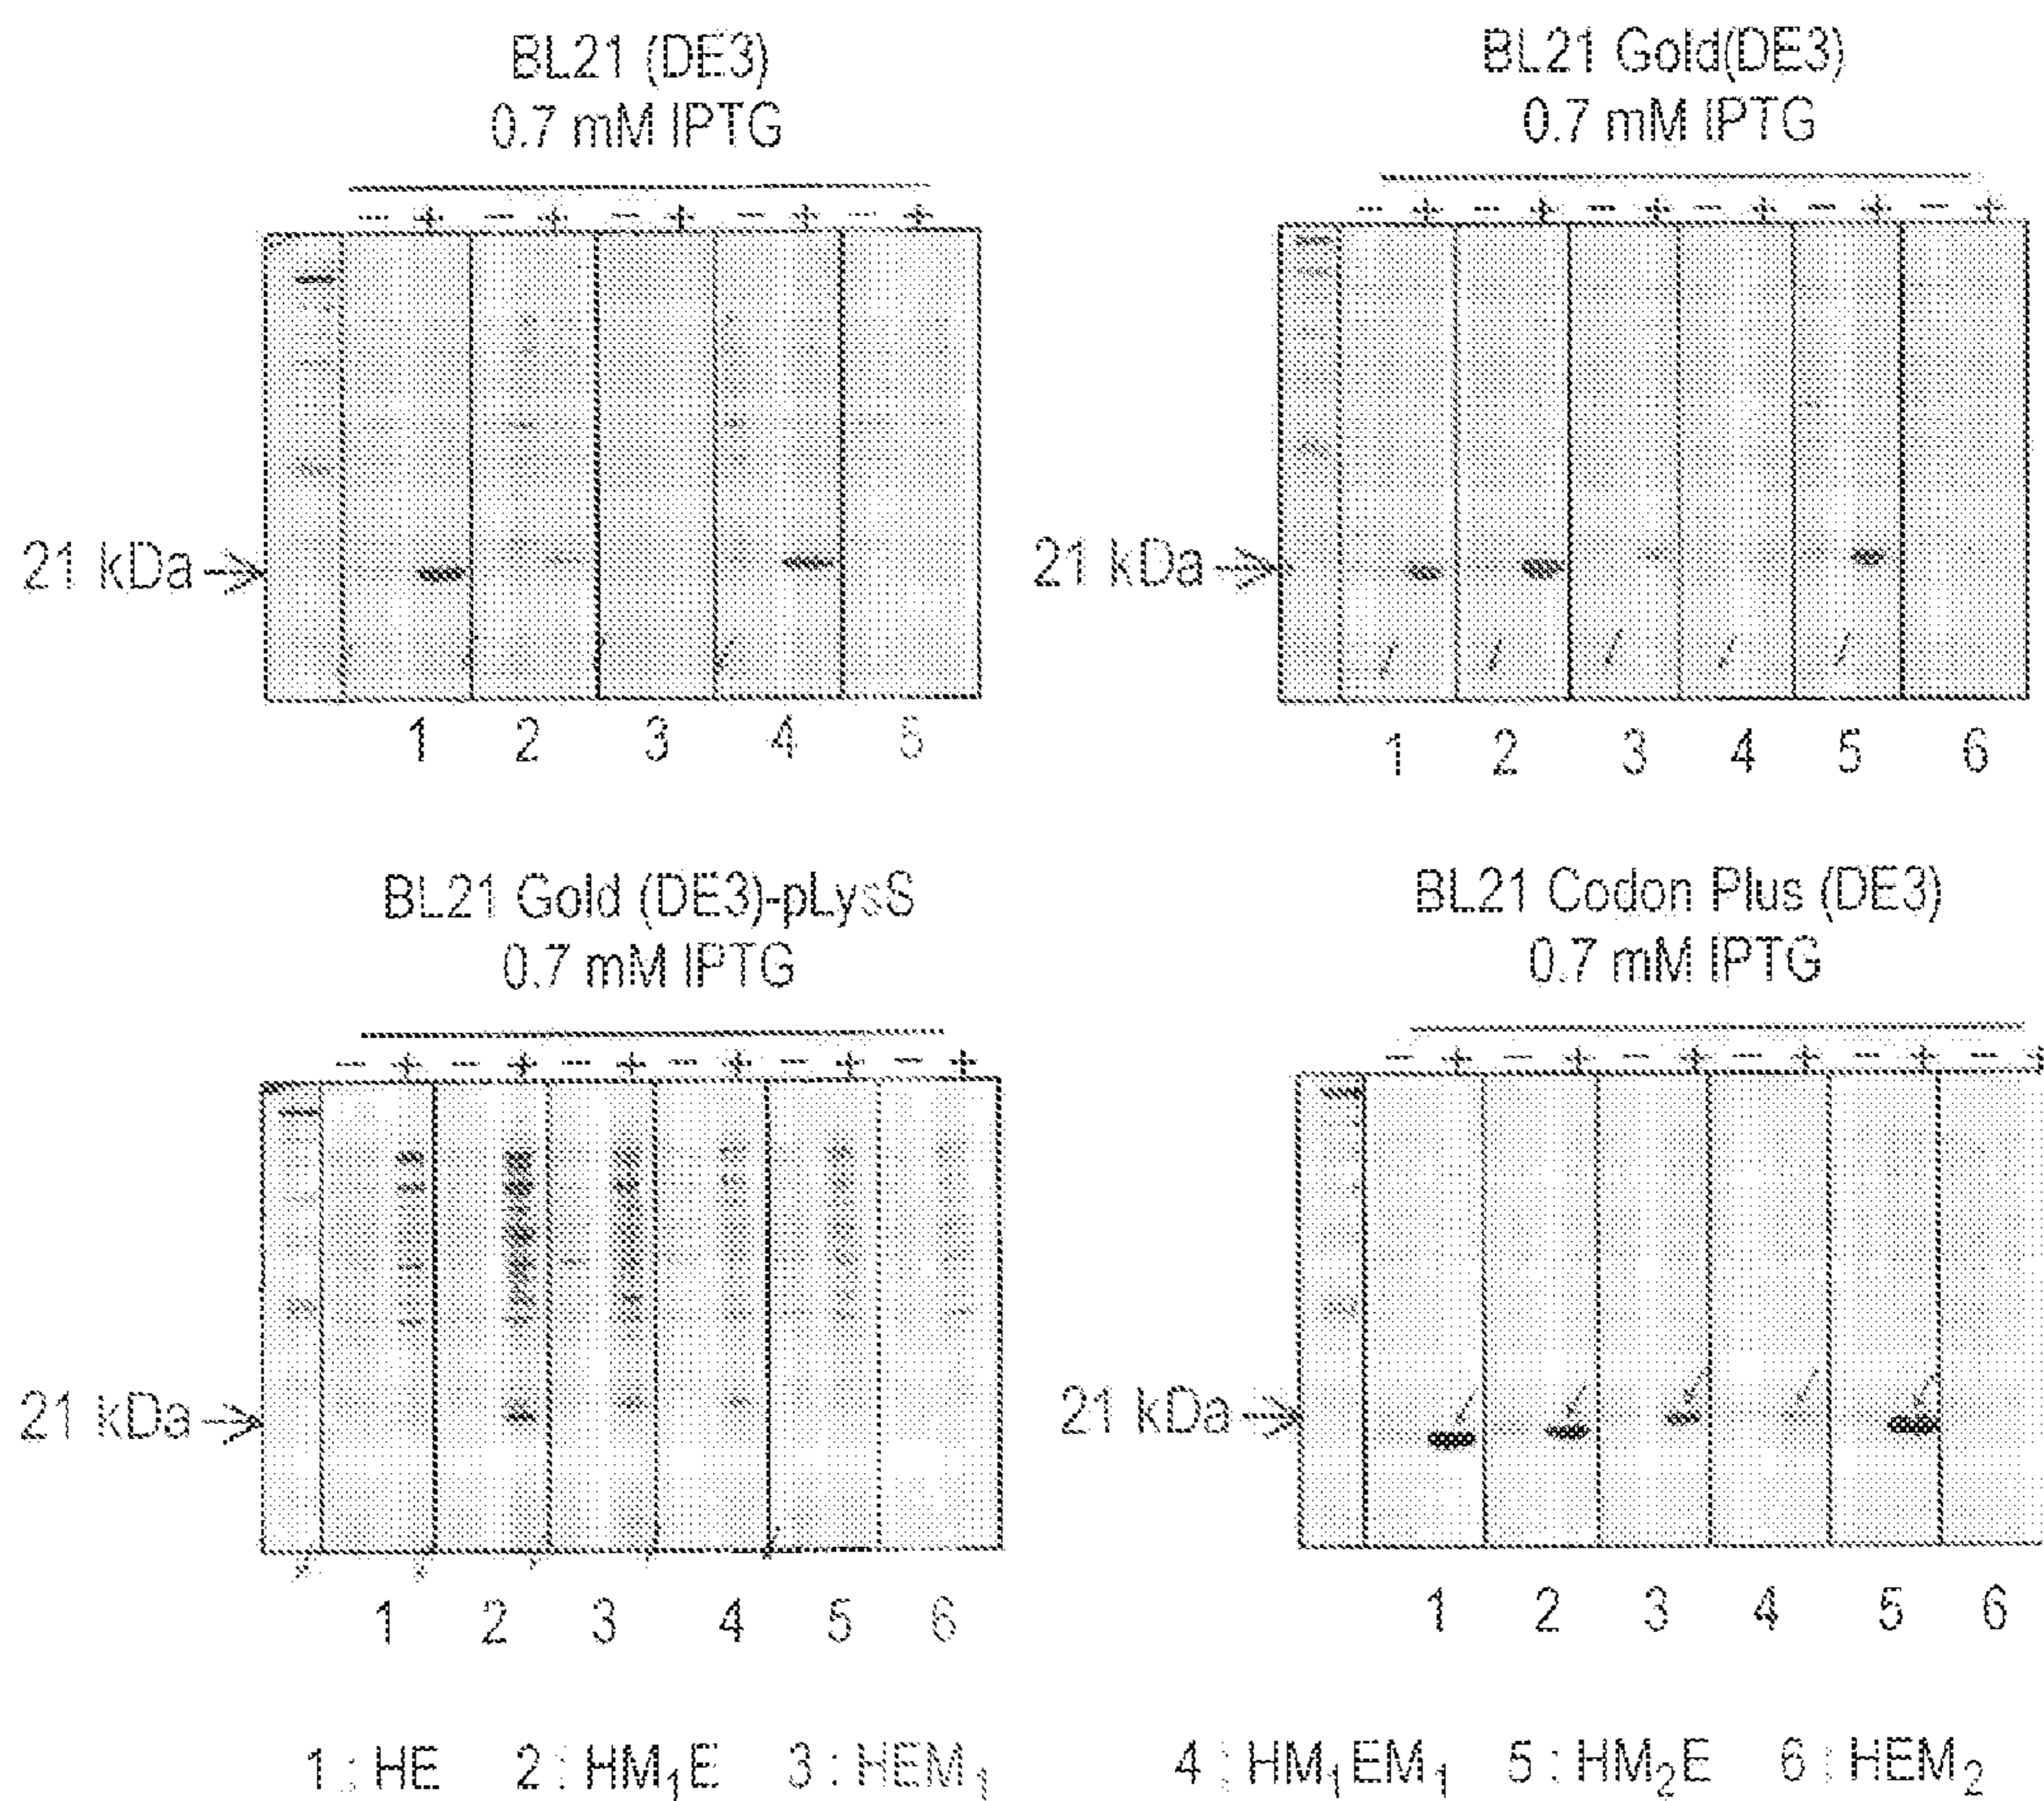 BL21 (DE3)
0.7 mM IPTG
- + - + - + - + - +
21 kDa
1 2 3 4 5
BL21 Gold(DE3)
0.7 mM IPTG
- + - + - + - + - + - +
21 kDa
1 2 3 4 5 6
BL21 Gold (DE3)-pLysS
0.7 mM IPTG
- + - + - + - + - + - +
21 kDa
1 2 3 4 5 6
BL21 Codon Plus (DE3)
0.7 mM IPTG
- + - + - + - + - + - +
21 kDa
1 2 3 4 5 6
1 : HE 2 : HM₁E 3 : HEM₁ 4 : HM₁EM₁ 5 : HM₂E 6 : HEM₂